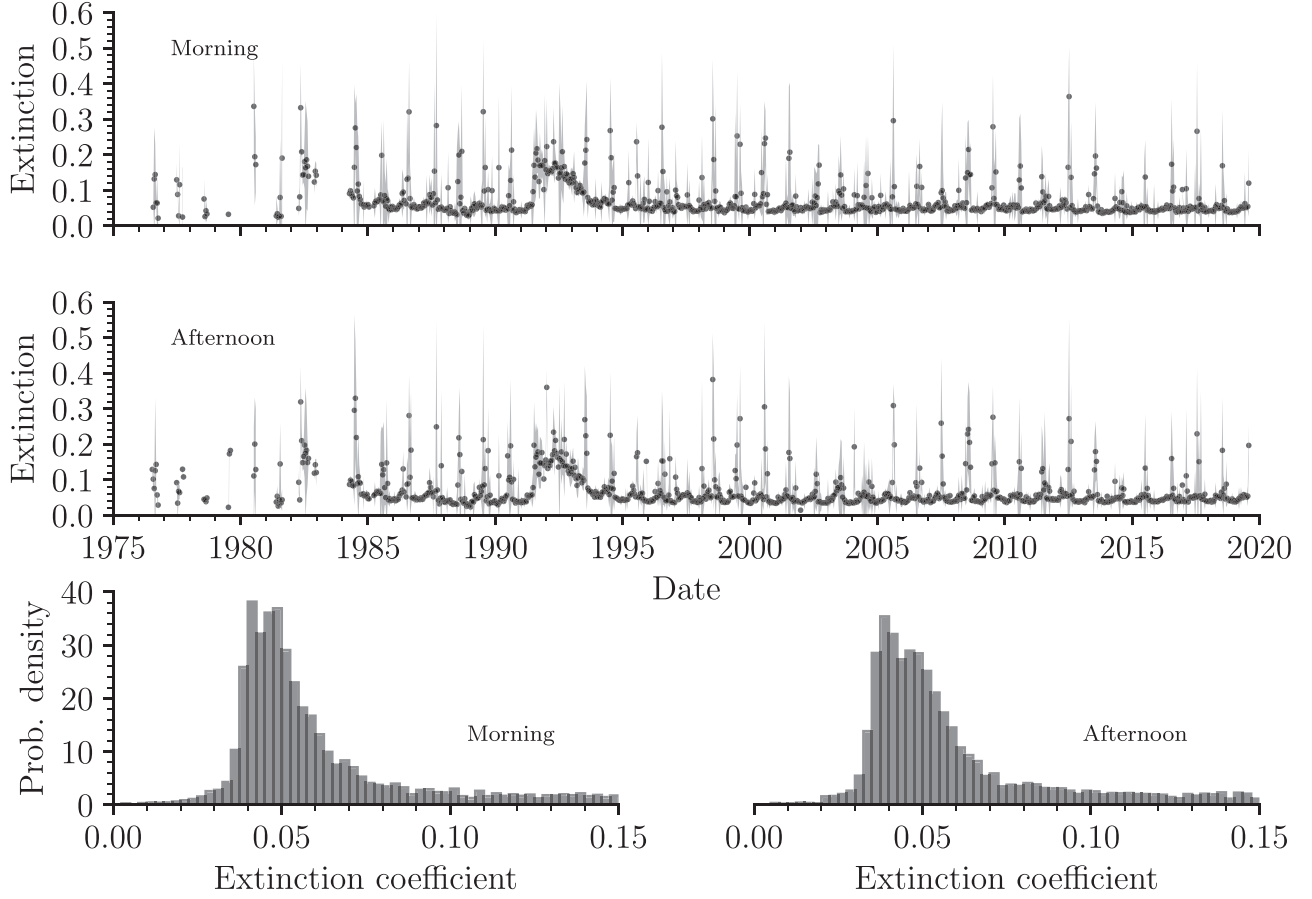 0.6
0.5
0.4
0.3
0.2
0.1
0.0
Extinction
Morning
0.6
0.5
0.4
0.3
0.2
0.1
0.0
Extinction
Afternoon
1975 1980 1985 1990 1995 2000 2005 2010 2015 2020
Date
40
30
20
10
0
Prob. density
Morning
0.00 0.05 0.10 0.15
Extinction coefficient
Afternoon
0.00 0.05 0.10 0.15
Extinction coefficient